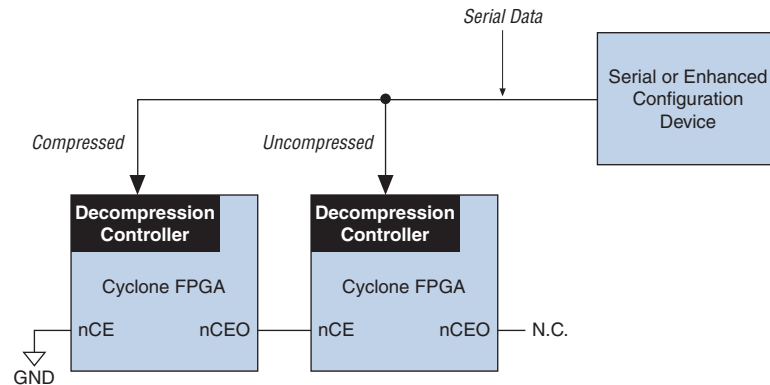 Serial Data
Serial or Enhanced
Configuration
Device
Compressed
Uncompressed
Decompression
Controller
Decompression
Controller
Cyclone FPGA
Cyclone FPGA
nCE
nCEO
nCE
nCEO
N.C.
GND